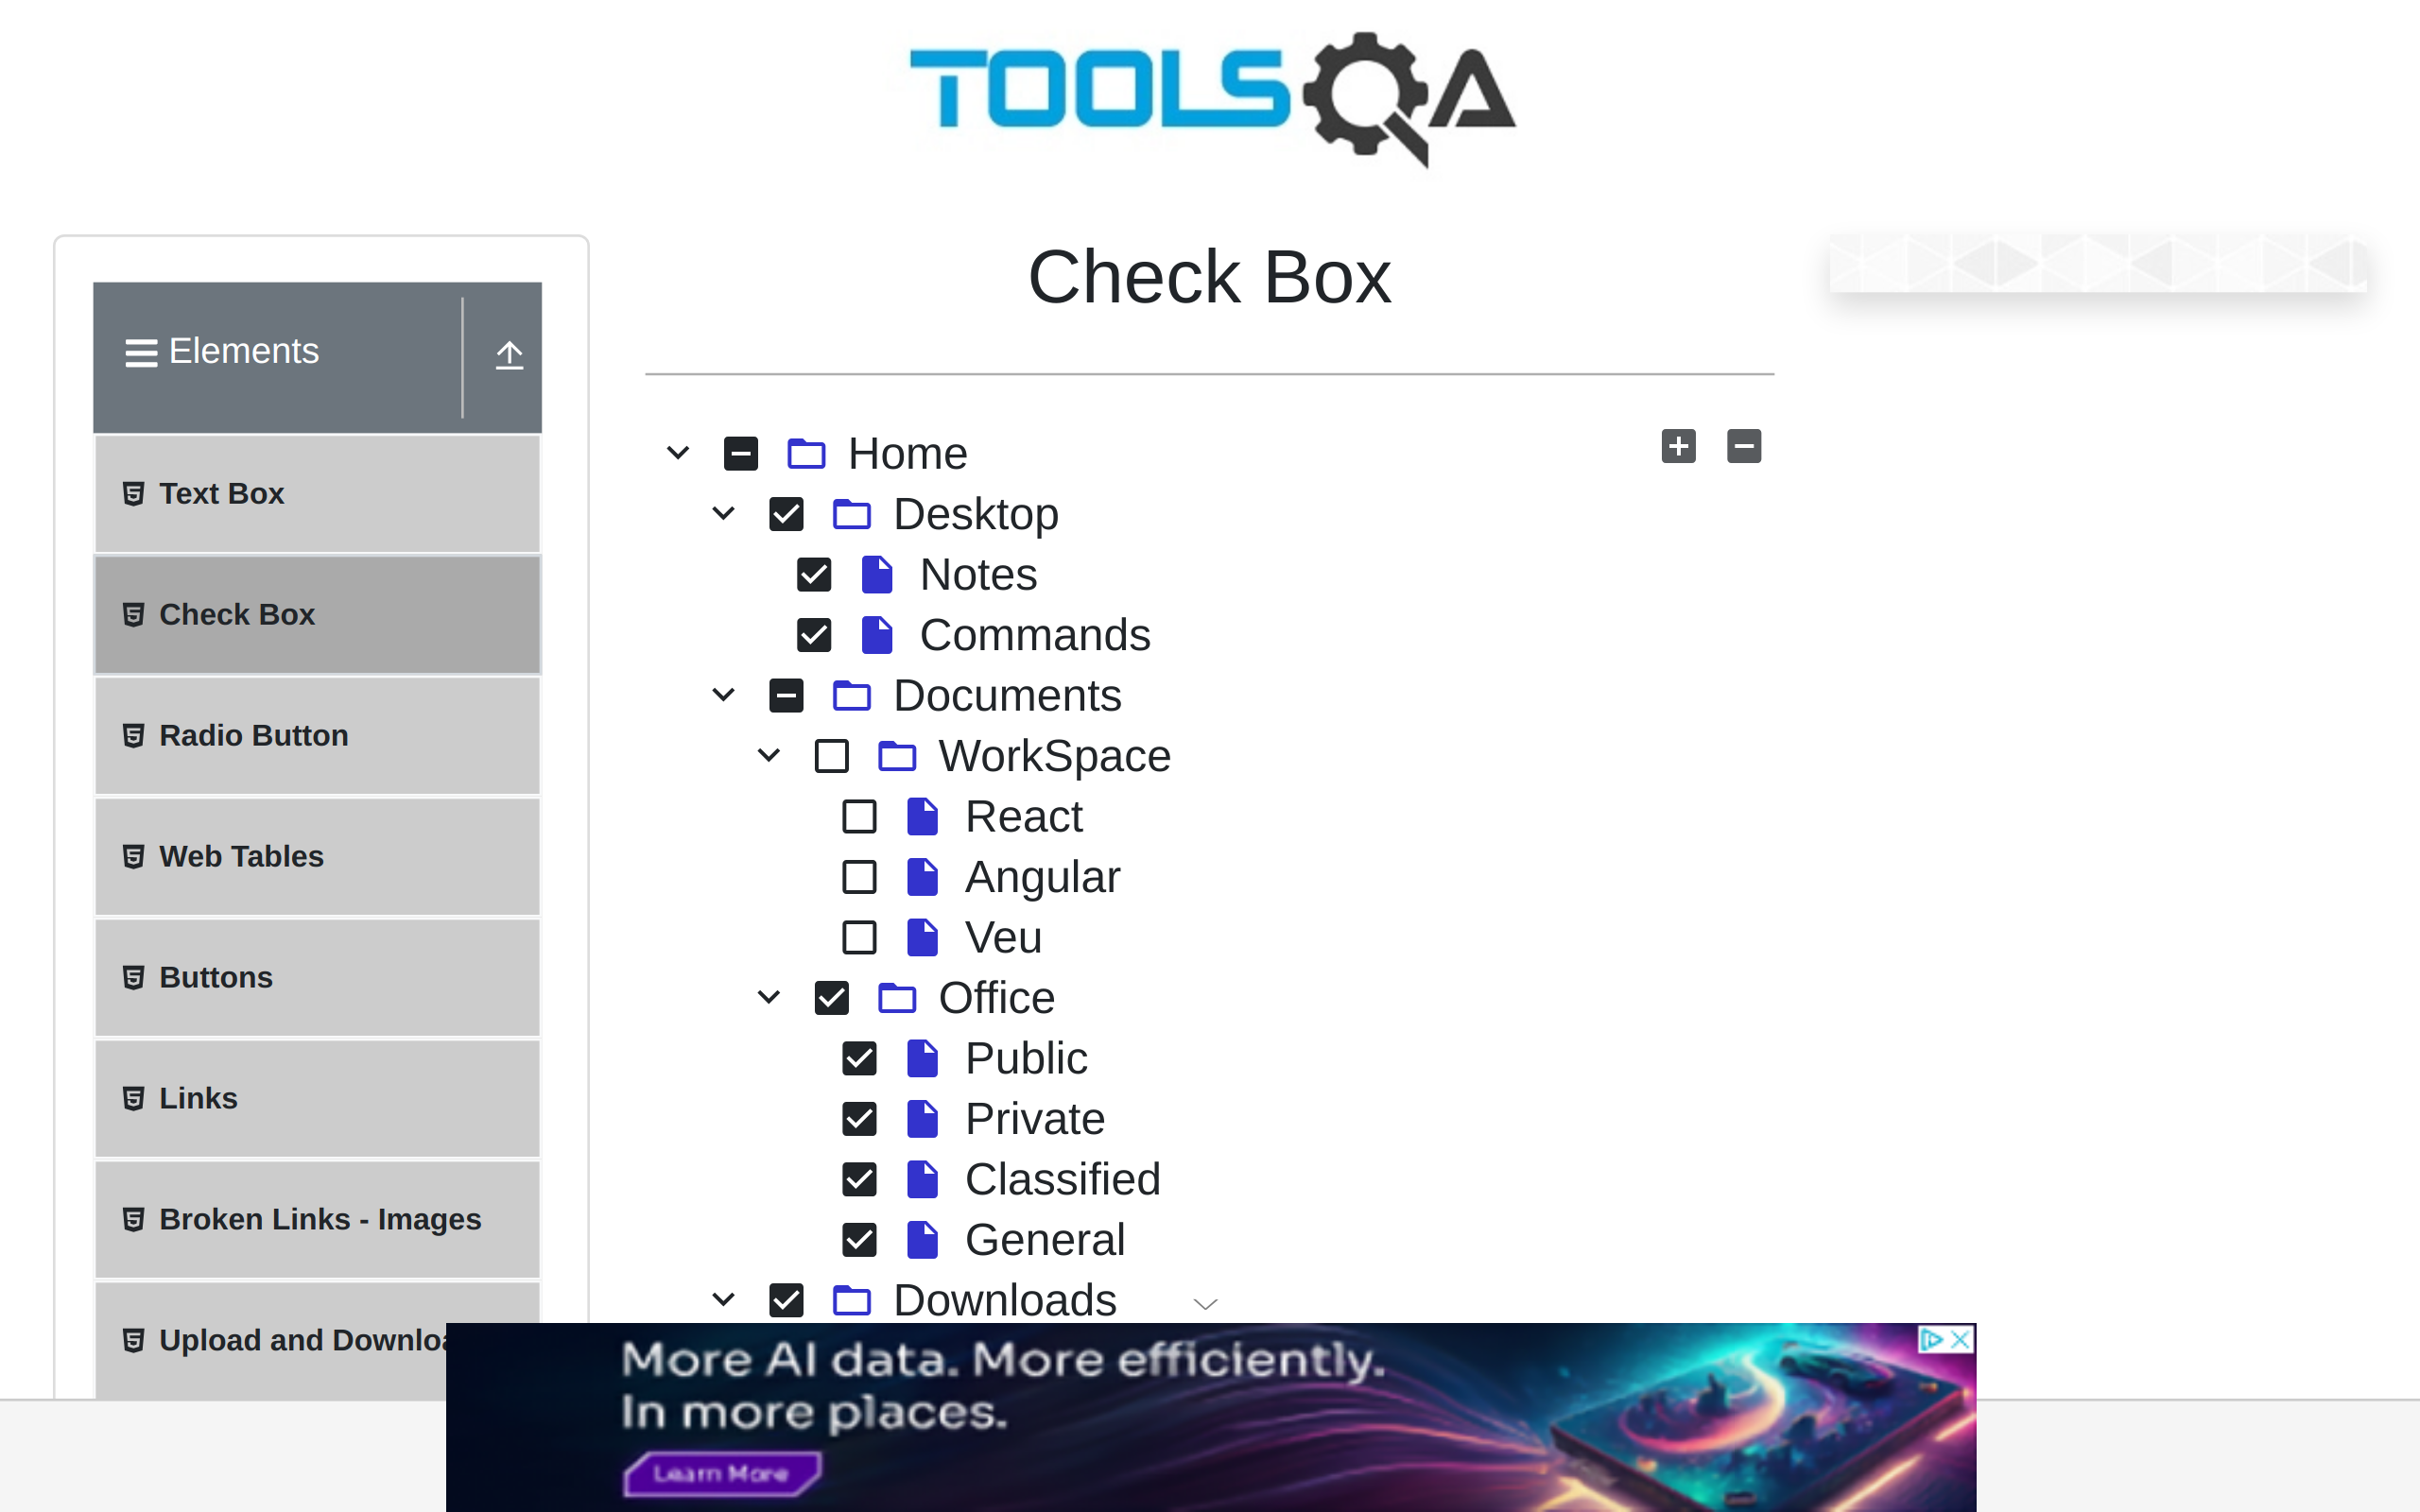 TOOLSQA
Check Box
Elements
Text Box
Check Box
Radio Button
Web Tables
Buttons
Links
Broken Links - Images
Upload and Downloa
Home
Desktop
Notes
Commands
Documents
WorkSpace
React
Angular
Veu
Office
Public
Private
Classified
General
Downloads
More AI data. More efficiently.
In more places.
Learn More